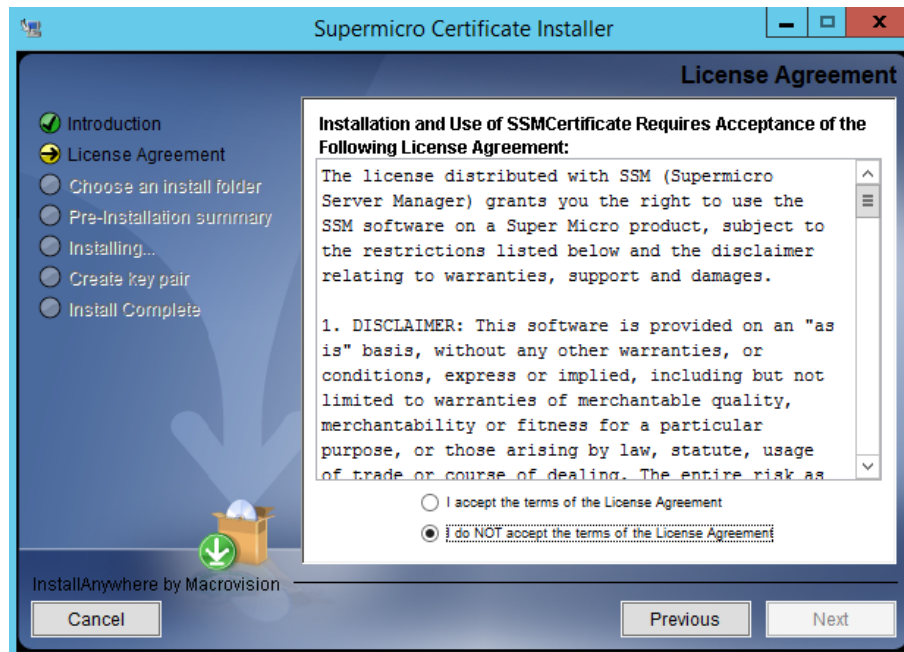 Supermicro Certificate Installer
License Agreement
Introduction
License Agreement
Choose an install folder
Pre-Installation summary
Installing...
Create key pair
Install Complete
Installation and Use of SSMCertificate Requires Acceptance of the
Following License Agreement:
The license distributed with SSM (Supermicro
Server Manager) grants you the right to use the
SSM software on a Super Micro product, subject to
the restrictions listed below and the disclaimer
relating to warranties, support and damages.
1. DISCLAIMER: This software is provided on an "as
is" basis, without any other warranties, or
conditions, express or implied, including but not
limited to warranties of merchantable quality,
merchantability or fitness for a particular
purpose, or those arising by law, statute, usage
of trade or course of dealing. The entire risk as
I accept the terms of the License Agreement
I do NOT accept the terms of the License Agreement
InstallAnywhere by Macrovision
Cancel
Previous
Next